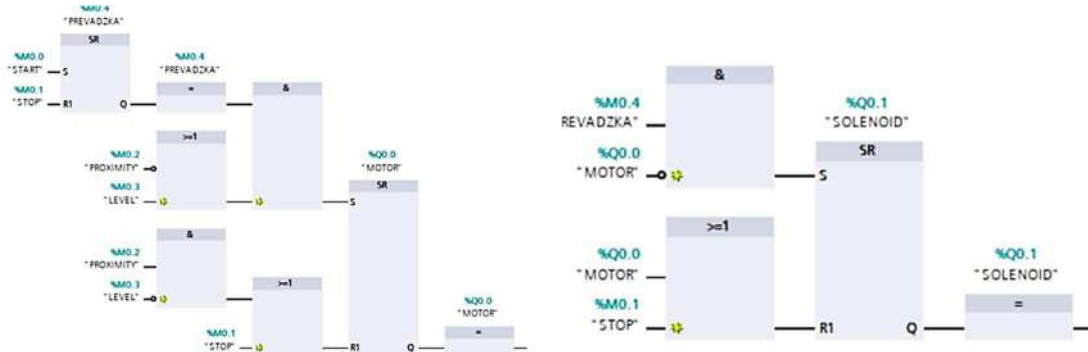 %M0.4
"PREVADZKA"
SR
%M0.0
"START"
S
%M0.1
"STOP"
R1
Q
%M0.4
"PREVADZKA"
=
&
>=1
%M0.2
"PROXIMITY"
%M0.3
"LEVEL"
%Q0.0
"MOTOR"
SR
S
&
%M0.2
"PROXIMITY"
%M0.3
"LEVEL"
>=1
%M0.1
"STOP"
R1
Q
%Q0.0
"MOTOR"
=
&
%M0.4
REVADZKA"
%Q0.0
"MOTOR"
%Q0.1
"SOLENOID"
SR
S
>=1
%Q0.0
"MOTOR"
%M0.1
"STOP"
R1
Q
%Q0.1
"SOLENOID"
=